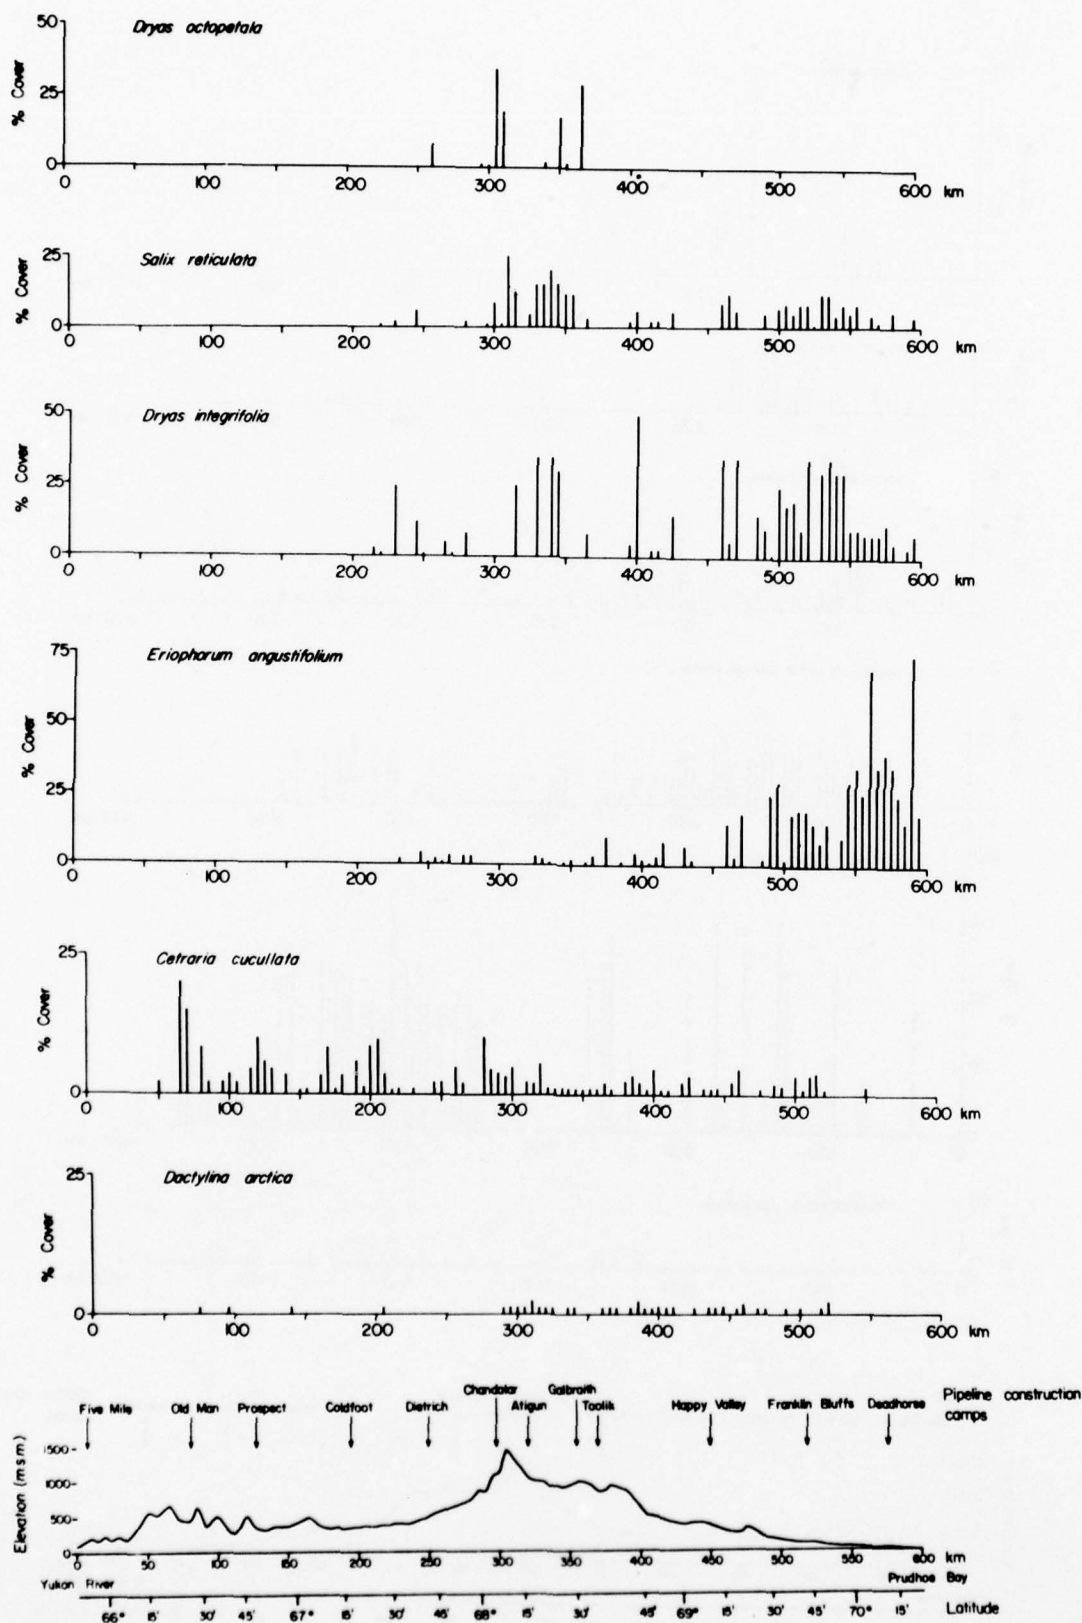 Dryas octopetala
% Cover
50
25
0
0 100 200 300 400 500 600 km
Salix reticulata
% Cover
25
0
0 100 200 300 400 500 600 km
Dryas integrifolia
% Cover
50
25
0
0 100 200 300 400 500 600 km
Eriophorum angustifolium
% Cover
75
50
25
0
0 100 200 300 400 500 600 km
Cetraria cucullata
% Cover
25
0
0 100 200 300 400 500 600 km
Dactylina arctica
% Cover
25
0
0 100 200 300 400 500 600 km
Chandalar Galbraith
Five Mile Old Man Prospect Coldfoot Dietrich Atigun Toolik Happy Valley Franklin Bluffs Deadhorse
Pipeline construction
camps
Elevation (m s.m.)
1500
1000
500
0
0 50 100 150 200 250 300 350 400 450 500 550 600 km
Yukon River Prudhoe Bay
66° 15' 30' 45' 67° 15' 30' 45' 68° 15' 30' 45' 69° 15' 30' 45' 70° 15' Latitude